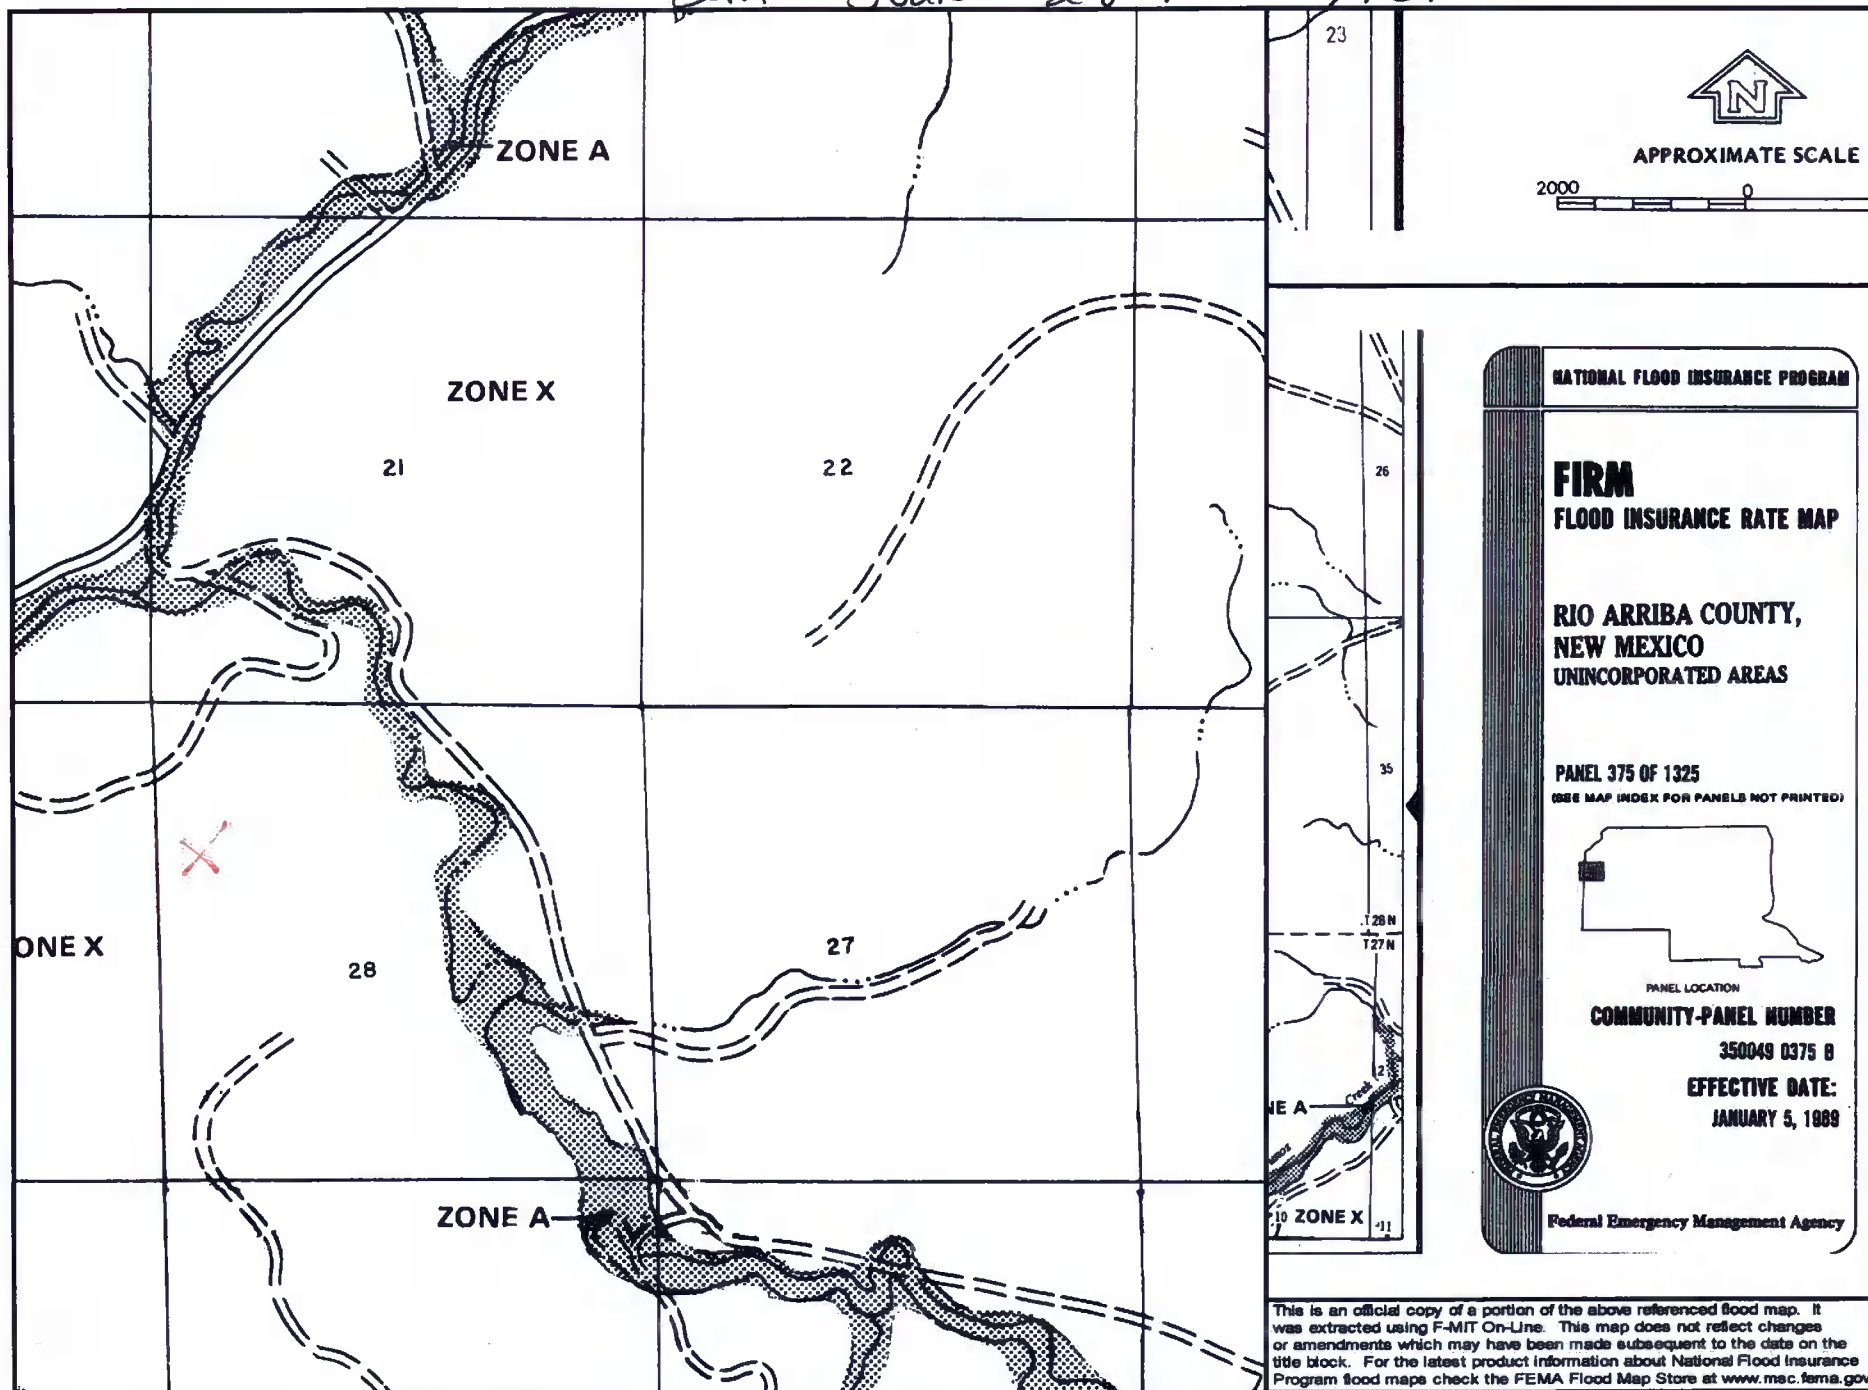 ZONE A
ZONE X
21
22
ONE X
28
27
ZONE A
23
26
35
T28N
T27N
2
Creek
NE A
10 ZONE X 11
N
APPROXIMATE SCALE
2000 0
NATIONAL FLOOD INSURANCE PROGRAM
FIRM
FLOOD INSURANCE RATE MAP
RIO ARRIBA COUNTY,
NEW MEXICO
UNINCORPORATED AREAS
PANEL 375 OF 1325
(SEE MAP INDEX FOR PANELS NOT PRINTED)
PANEL LOCATION
COMMUNITY-PANEL NUMBER
350049 0375 B
EFFECTIVE DATE:
JANUARY 5, 1989
Federal Emergency Management Agency
This is an official copy of a portion of the above referenced flood map. It
was extracted using F-MIT On-Line. This map does not reflect changes
or amendments which may have been made subsequent to the date on the
title block. For the latest product information about National Flood Insurance
Program flood maps check the FEMA Flood Map Store at www.msc.fema.gov